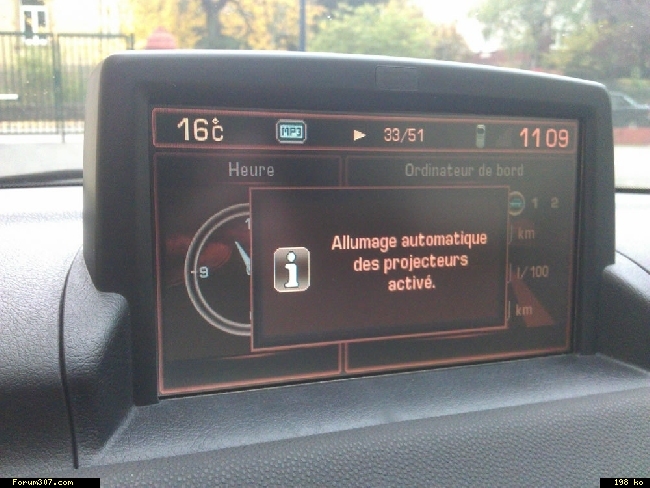 16°C MP3 ► 33/51 11 09
Heure
Ordinateur de bord
1 2
9
km
l/100
km
Allumage automatique
des projecteurs
activé.
Forum307.com
198 ko